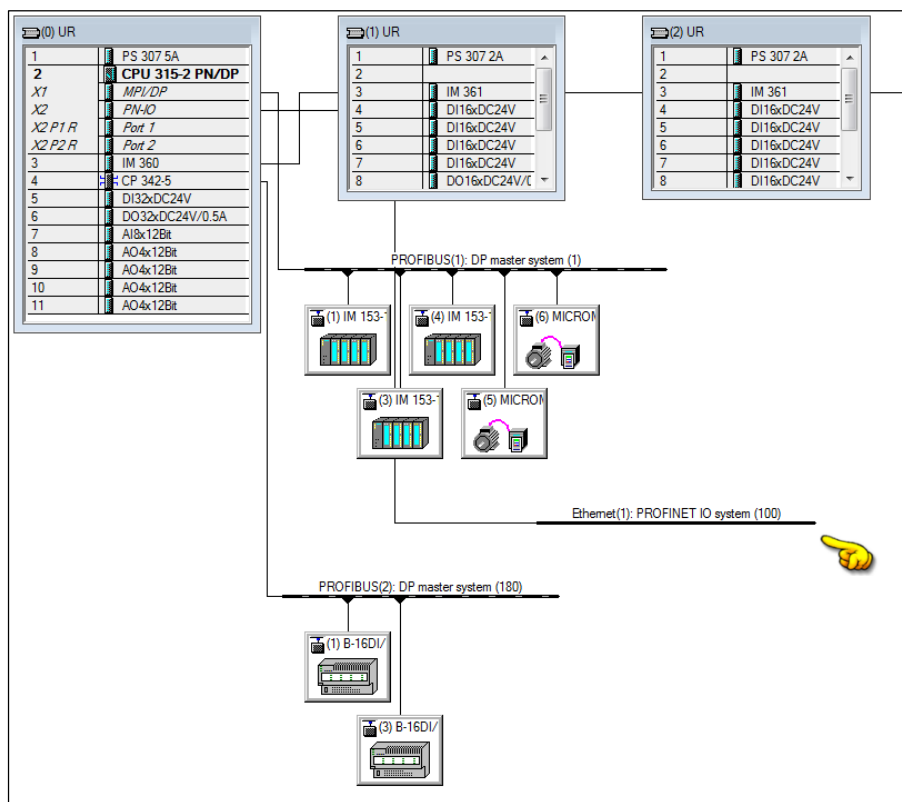 (0) UR
1 PS 307 5A
2 CPU 315-2 PN/DP
X1 MPI/DP
X2 PN-IO
X2 P1 R Port 1
X2 P2 R Port 2
3 IM 360
4 CP 342-5
5 DI32xDC24V
6 DO32xDC24V/0.5A
7 AI8x12Bit
8 AO4x12Bit
9 AO4x12Bit
10 AO4x12Bit
11 AO4x12Bit
(1) UR
1 PS 307 2A
2
3 IM 361
4 DI16xDC24V
5 DI16xDC24V
6 DI16xDC24V
7 DI16xDC24V
8 DO16xDC24V/0
(2) UR
1 PS 307 2A
2
3 IM 361
4 DI16xDC24V
5 DI16xDC24V
6 DI16xDC24V
7 DI16xDC24V
8 DI16xDC24V
PROFIBUS(1): DP master system (1)
(1) IM 153-1
(4) IM 153-1
(6) MICROM
(3) IM 153-1
(5) MICROM
Ethernet(1): PROFINET IO system (100)
PROFIBUS(2): DP master system (180)
(1) B-16DI/
(3) B-16DI/